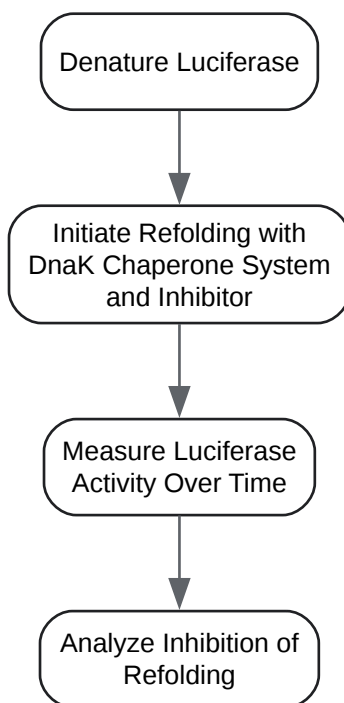 Denature Luciferase
Initiate Refolding with
DnaK Chaperone System
and Inhibitor
Measure Luciferase
Activity Over Time
Analyze Inhibition of
Refolding